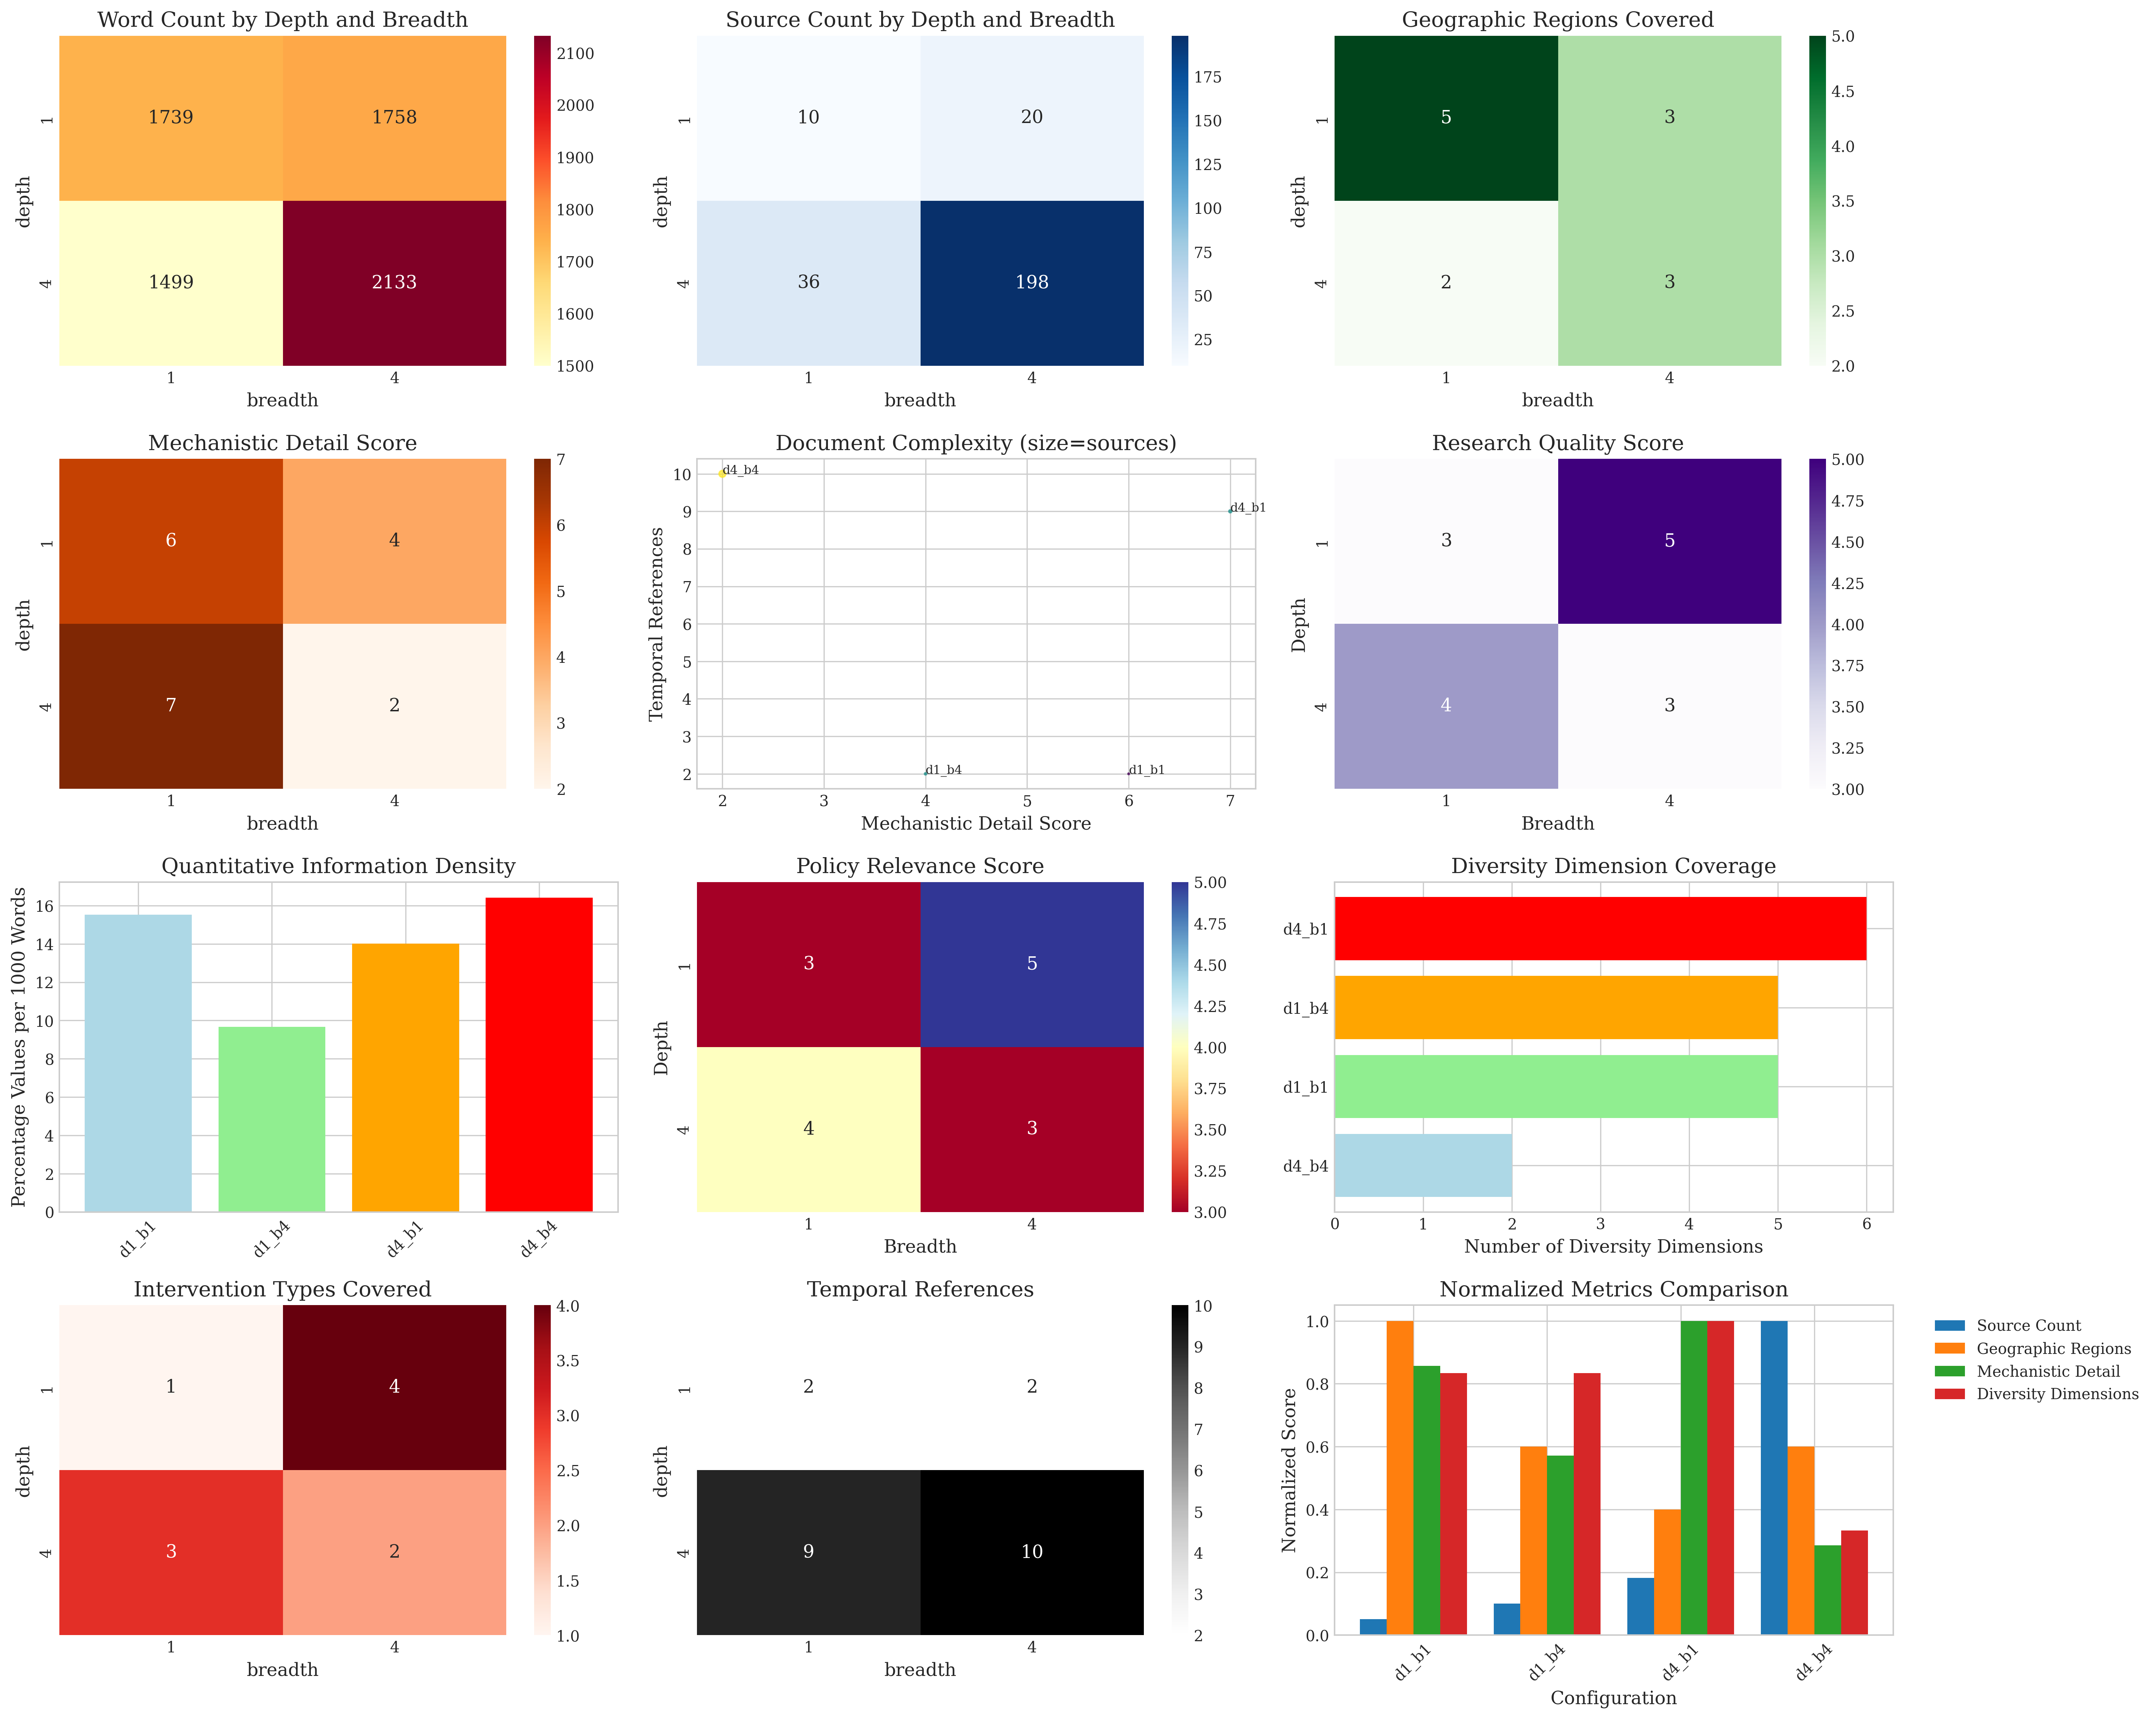 Word Count by Depth and Breadth
1739 1758
1499 2133
1
4
depth
1 4
breadth
2100
2000
1900
1800
1700
1600
1500
Source Count by Depth and Breadth
10 20
36 198
1
4
depth
1 4
breadth
175
150
125
100
75
50
25
Geographic Regions Covered
5 3
2 3
1
4
depth
1 4
breadth
5.0
4.5
4.0
3.5
3.0
2.5
2.0
Mechanistic Detail Score
6 4
7 2
1
4
depth
1 4
breadth
7
6
5
4
3
2
Document Complexity (size=sources)
10
9
8
7
6
5
4
3
2
Temporal References
d4_b4
d4_b1
d1_b4
d1_b1
2 3 4 5 6 7
Mechanistic Detail Score
Research Quality Score
3 5
4 3
1
4
Depth
1 4
Breadth
5.00
4.75
4.50
4.25
4.00
3.75
3.50
3.25
3.00
Quantitative Information Density
16
14
12
10
8
6
4
2
0
Percentage Values per 1000 Words
d1_b1 d1_b4 d4_b1 d4_b4
Policy Relevance Score
3 5
4 3
1
4
Depth
1 4
Breadth
5.00
4.75
4.50
4.25
4.00
3.75
3.50
3.25
3.00
Diversity Dimension Coverage
d4_b1
d1_b4
d1_b1
d4_b4
0 1 2 3 4 5 6
Number of Diversity Dimensions
Intervention Types Covered
1 4
3 2
1
4
depth
1 4
breadth
4.0
3.5
3.0
2.5
2.0
1.5
1.0
Temporal References
2 2
9 10
1
4
depth
1 4
breadth
10
9
8
7
6
5
4
3
2
Normalized Metrics Comparison
1.0
0.8
0.6
0.4
0.2
0.0
Normalized Score
d1_b1 d1_b4 d4_b1 d4_b4
Configuration
Source Count
Geographic Regions
Mechanistic Detail
Diversity Dimensions